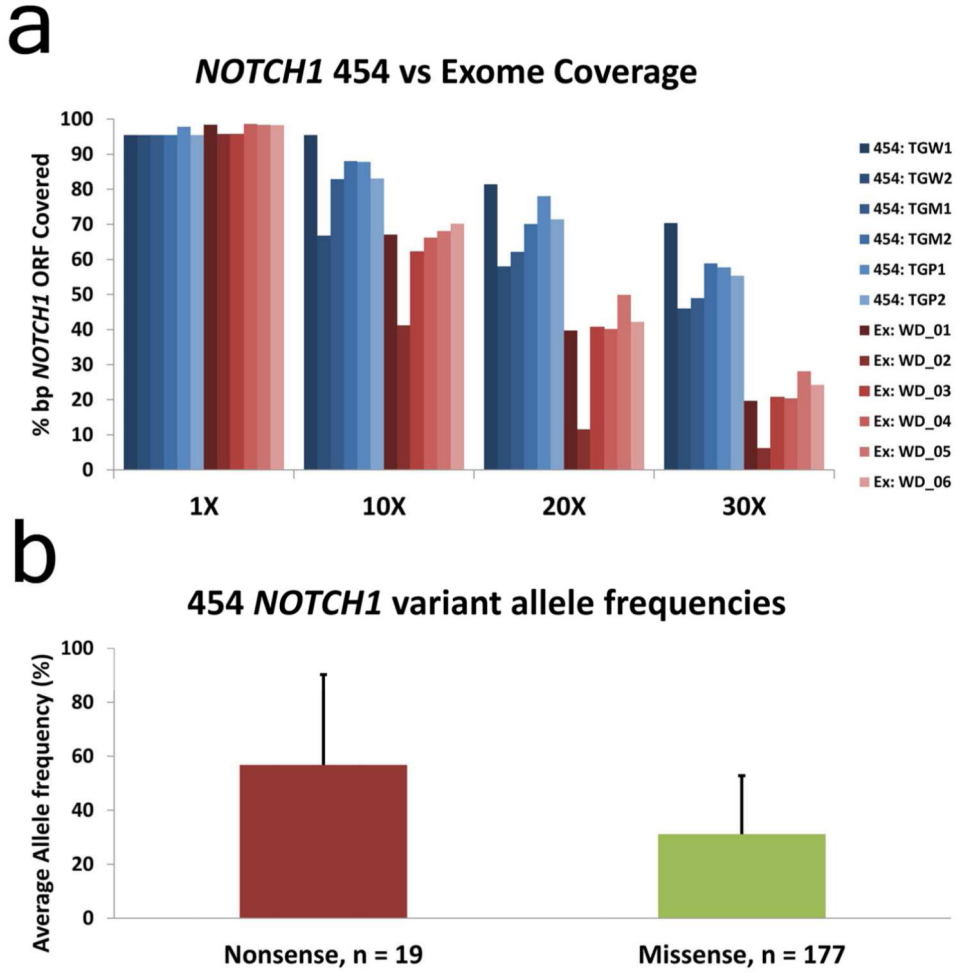 a
NOTCH1 454 vs Exome Coverage
% bp NOTCH1 ORF Covered
100
90
80
70
60
50
40
30
20
10
0
1X
10X
20X
30X
454: TGW1
454: TGW2
454: TGM1
454: TGM2
454: TGP1
454: TGP2
Ex: WD_01
Ex: WD_02
Ex: WD_03
Ex: WD_04
Ex: WD_05
Ex: WD_06
b
454 NOTCH1 variant allele frequencies
Average Allele frequency (%)
100
80
60
40
20
0
Nonsense, n = 19
Missense, n = 177